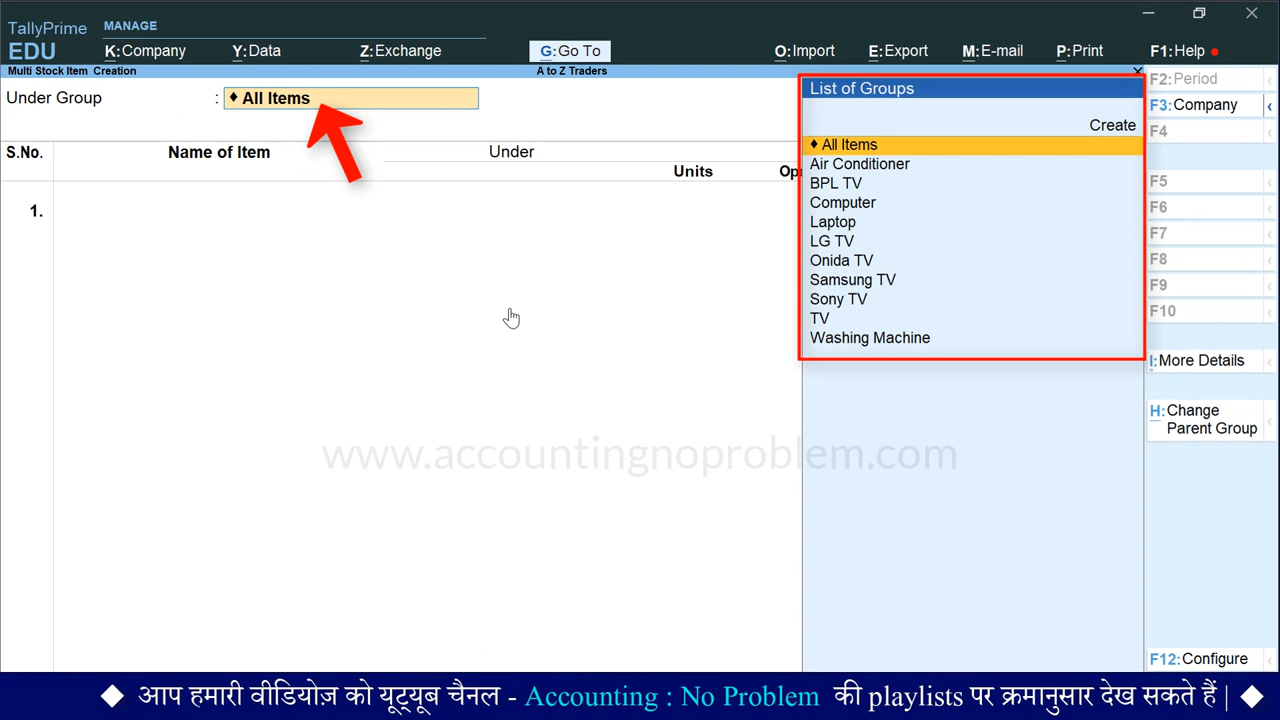 TallyPrime
EDU
MANAGE
K:Company Y:Data Z:Exchange G:Go To O:Import E:Export M:E-mail P:Print F1:Help
Multi Stock Item Creation A to Z Traders
Under Group : ♦ All Items
S.No. Name of Item Under
Units Ope
1.
List of Groups
Create
♦ All Items
Air Conditioner
BPL TV
Computer
Laptop
LG TV
Onida TV
Samsung TV
Sony TV
TV
Washing Machine
F2:Period
F3:Company
F4
F5
F6
F7
F8
F9
F10
I:More Details
H:Change
Parent Group
F12:Configure
www.accountingnoproblem.com
◆ आप हमारी वीडियोज़ को यूट्यूब चैनल - Accounting : No Problem की playlists पर क्रमानुसार देख सकते हैं | ◆